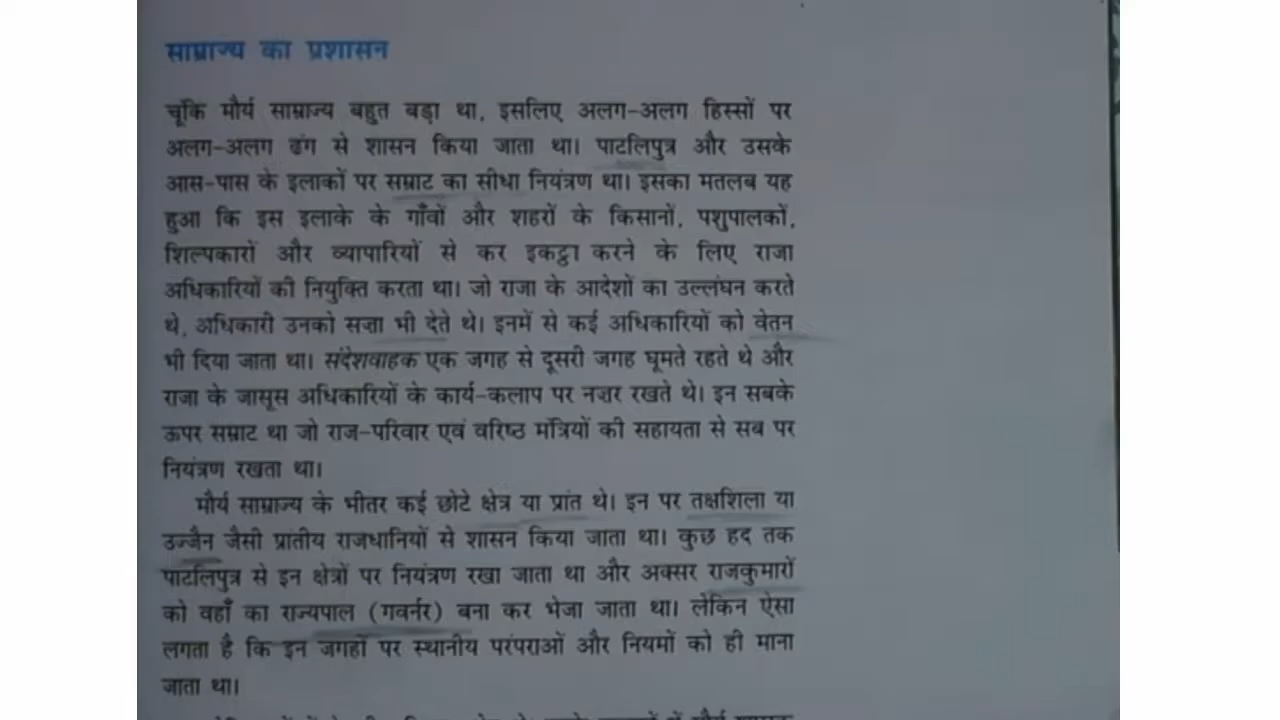 साम्राज्य का प्रशासन
चूंकि मौर्य साम्राज्य बहुत बड़ा था, इसलिए अलग-अलग हिस्सों पर
अलग-अलग ढंग से शासन किया जाता था। पाटलिपुत्र और उसके
आस-पास के इलाकों पर सम्राट का सीधा नियंत्रण था। इसका मतलब यह
हुआ कि इस इलाके के गाँवों और शहरों के किसानों, पशुपालकों,
शिल्पकारों और व्यापारियों से कर इकट्ठा करने के लिए राजा
अधिकारियों की नियुक्ति करता था। जो राजा के आदेशों का उल्लंघन करते
थे, अधिकारी उनको सज़ा भी देते थे। इनमें से कई अधिकारियों को वेतन
भी दिया जाता था। संदेशवाहक एक जगह से दूसरी जगह घूमते रहते थे और
राजा के जासूस अधिकारियों के कार्य-कलाप पर नज़र रखते थे। इन सबके
ऊपर सम्राट था जो राज-परिवार एवं वरिष्ठ मंत्रियों की सहायता से सब पर
नियंत्रण रखता था।
मौर्य साम्राज्य के भीतर कई छोटे क्षेत्र या प्रांत थे। इन पर तक्षशिला या
उज्जैन जैसी प्रांतीय राजधानियों से शासन किया जाता था। कुछ हद तक
पाटलिपुत्र से इन क्षेत्रों पर नियंत्रण रखा जाता था और अक्सर राजकुमारों
को वहाँ का राज्यपाल (गवर्नर) बना कर भेजा जाता था। लेकिन ऐसा
लगता है कि इन जगहों पर स्थानीय परंपराओं और नियमों को ही माना
जाता था।